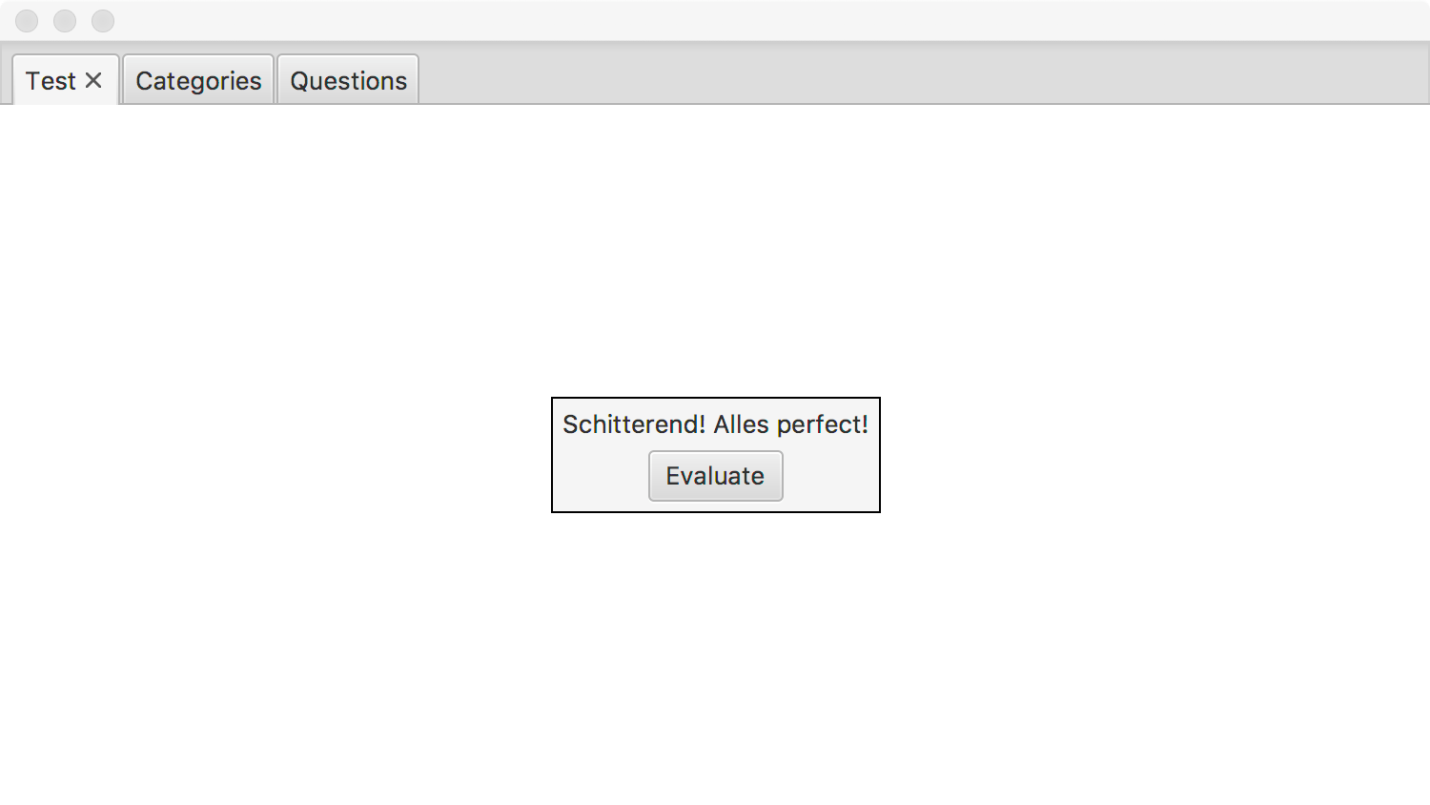 Test Categories Questions
Schitterend! Alles perfect!
Evaluate